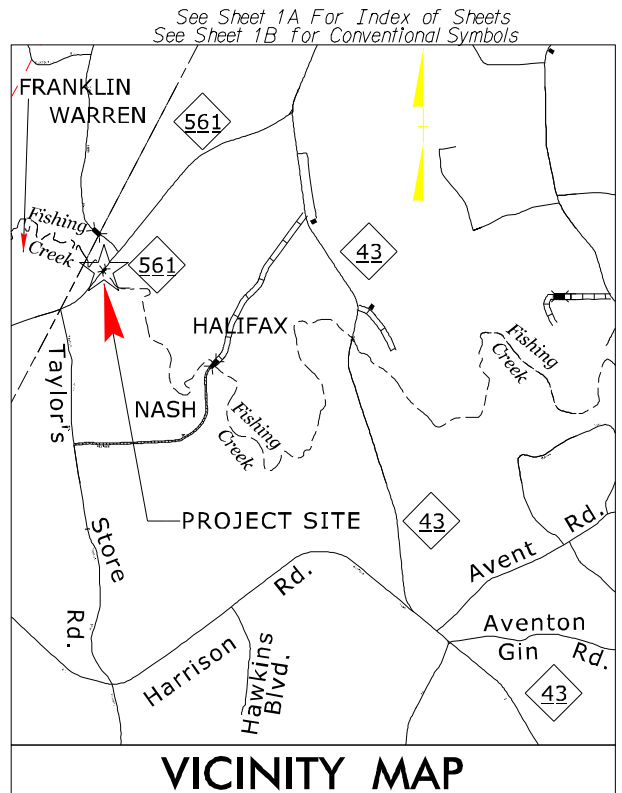 See Sheet 1A For Index of Sheets
See Sheet 1B for Conventional Symbols
FRANKLIN
WARREN
561
Fishing
Creek
561
43
HALIFAX
Fishing
Creek
Taylor's
NASH
Fishing
Creek
PROJECT SITE
43
Store
Rd.
Avent Rd.
Rd.
Harrison
Hawkins
Blvd.
Aventon
Gin Rd.
43
VICINITY MAP